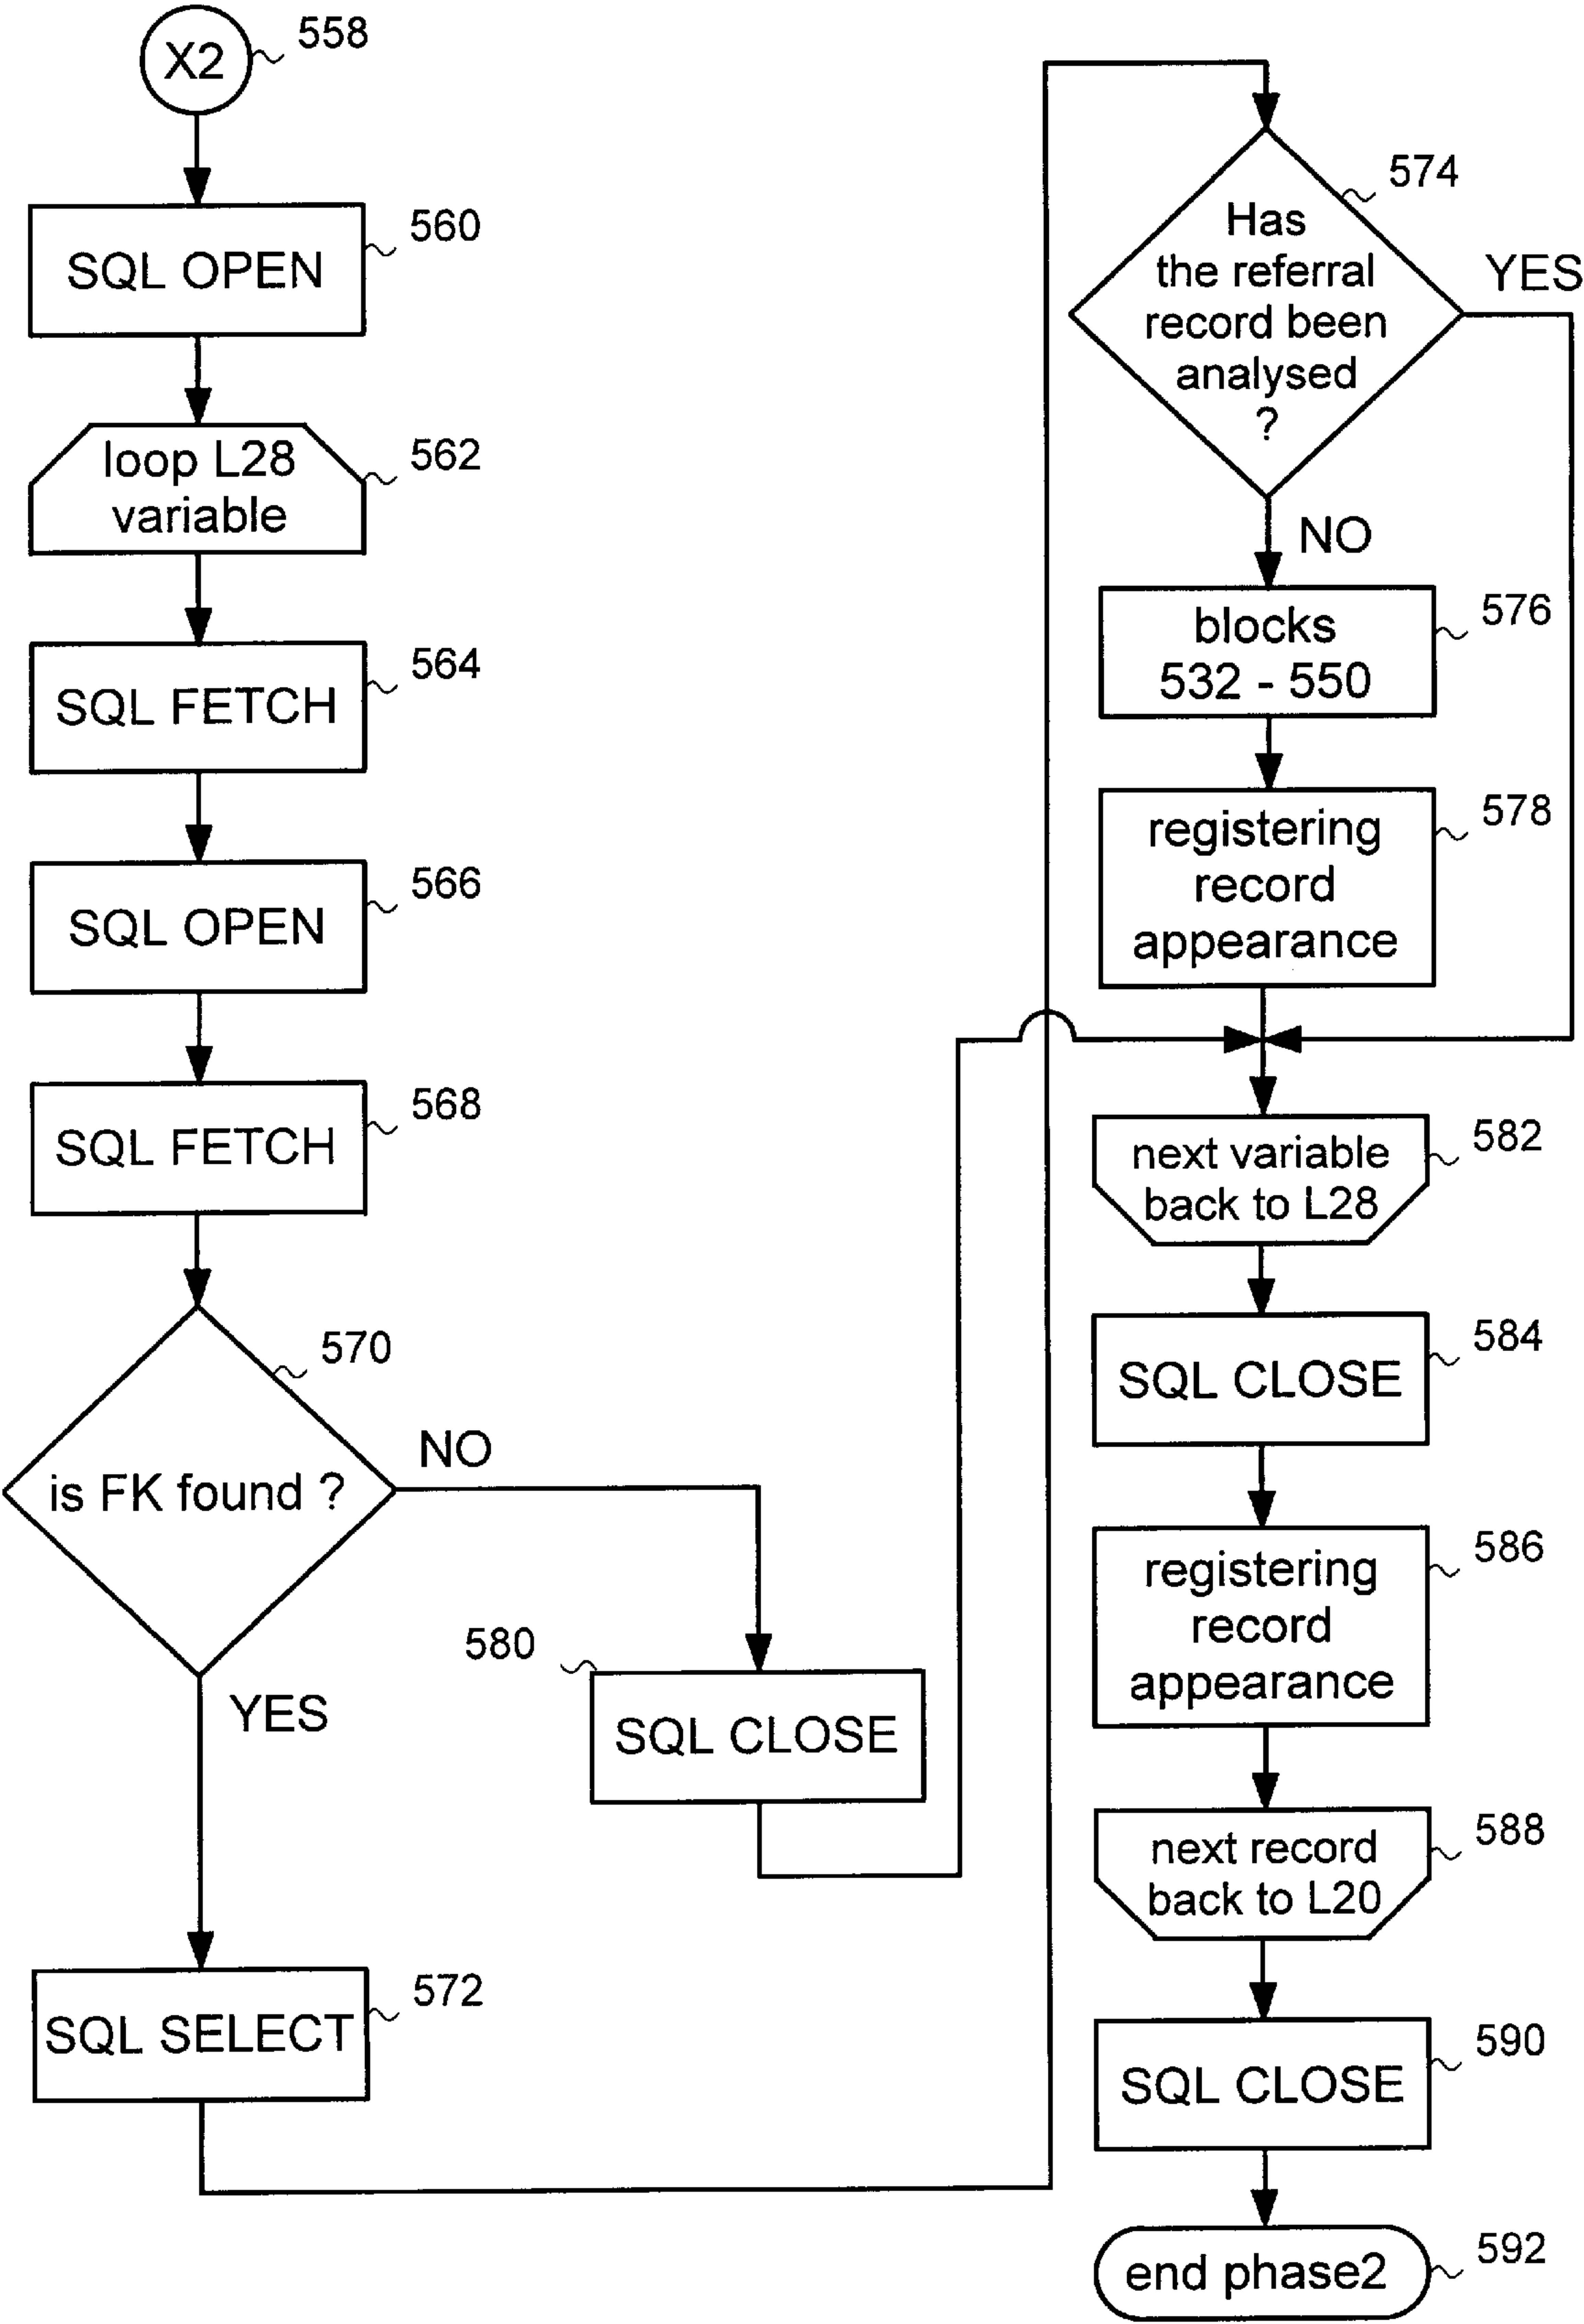 X2
558
SQL OPEN
560
loop L28
variable
562
SQL FETCH
564
SQL OPEN
566
SQL FETCH
568
is FK found ?
570
NO
YES
580
SQL CLOSE
SQL SELECT
572
Has
the referral
record been
analysed
?
574
YES
NO
blocks
532 - 550
576
registering
record
appearance
578
next variable
back to L28
582
SQL CLOSE
584
registering
record
appearance
586
next record
back to L20
588
SQL CLOSE
590
end phase2
592